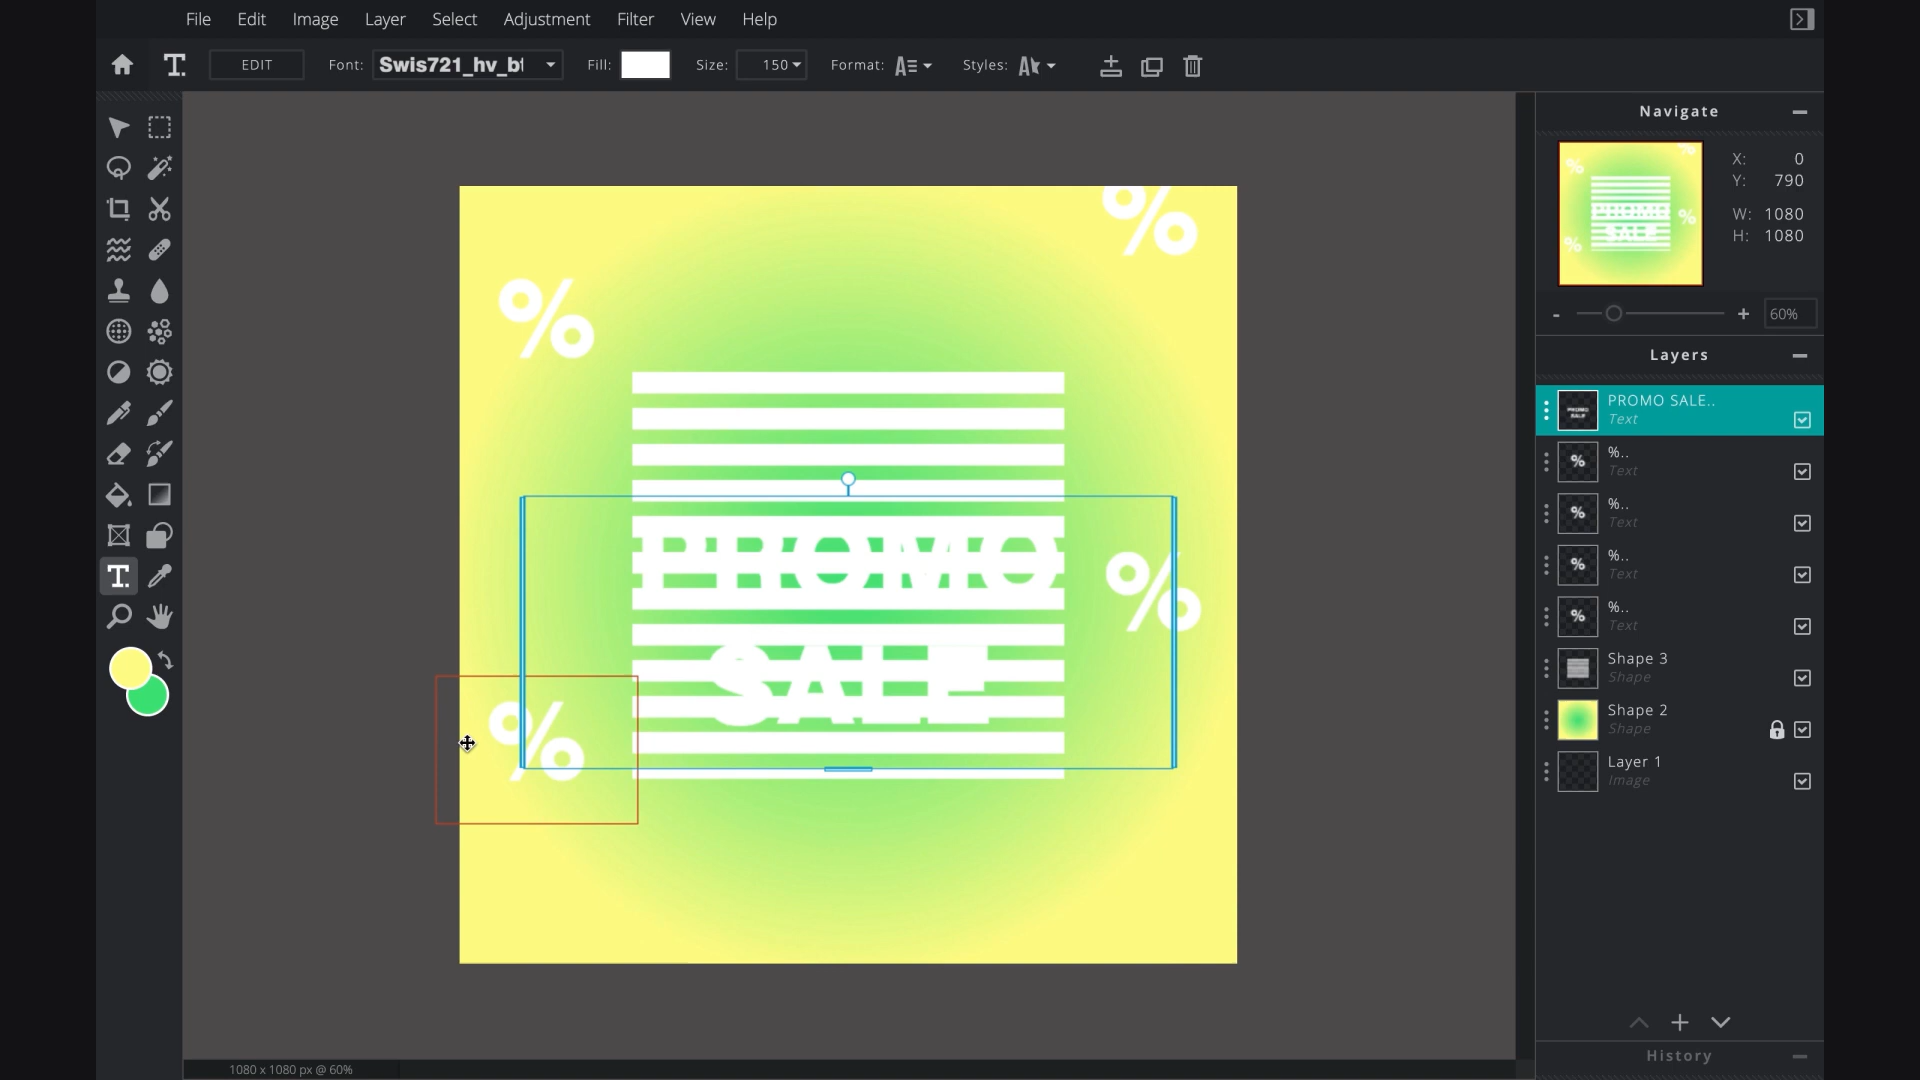 File Edit Image Layer Select Adjustment Filter View Help
EDIT Font: Swis721_hv_bt Fill: Size: 150 Format: Styles:
Navigate
X: 0
Y: 790
W: 1080
H: 1080
- + 60%
Layers
PROMO SALE..
Text
%..
Text
%..
Text
%..
Text
%..
Text
Shape 3
Shape
Shape 2
Shape
Layer 1
Image
History
%
%
PROMO
%
SALE
%
1080 x 1080 px @ 60%